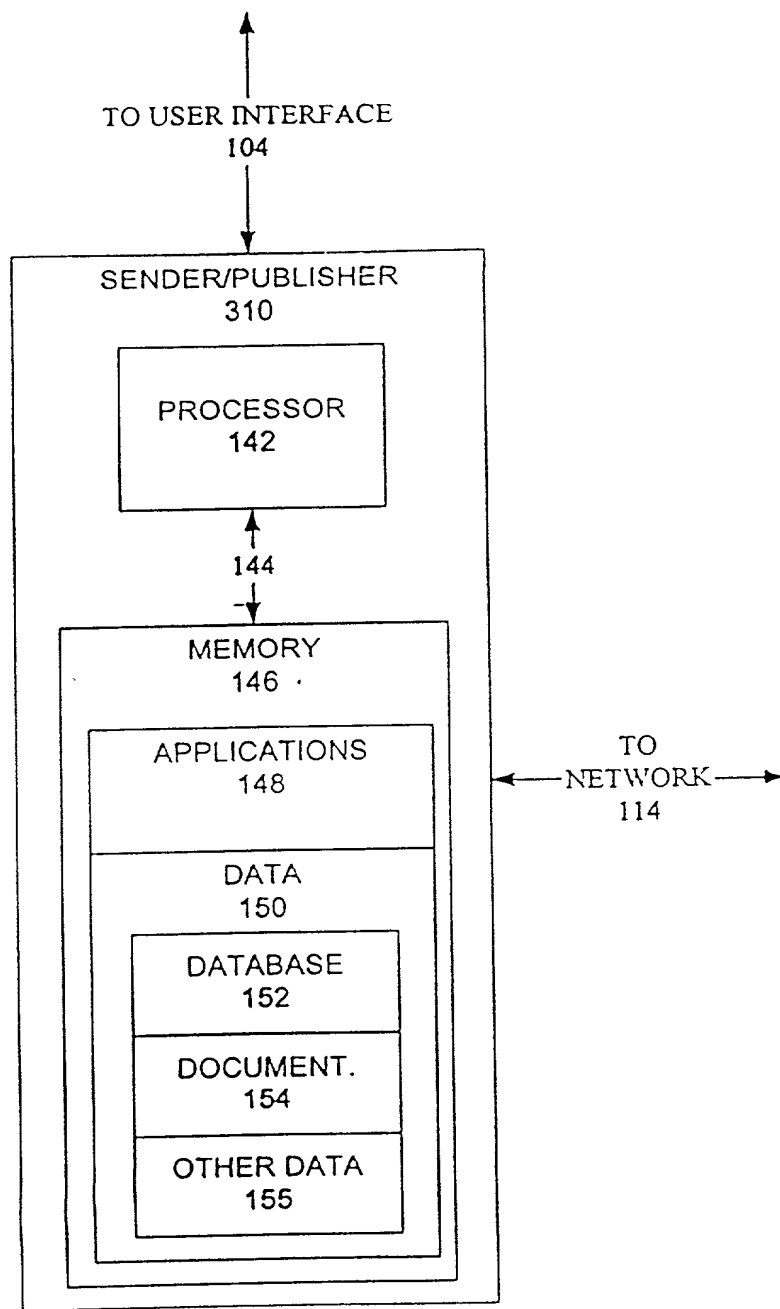 TO USER INTERFACE
104
SENDER/PUBLISHER
310
PROCESSOR
142
144
MEMORY
146
APPLICATIONS
148
TO
NETWORK
114
DATA
150
DATABASE
152
DOCUMENT.
154
OTHER DATA
155